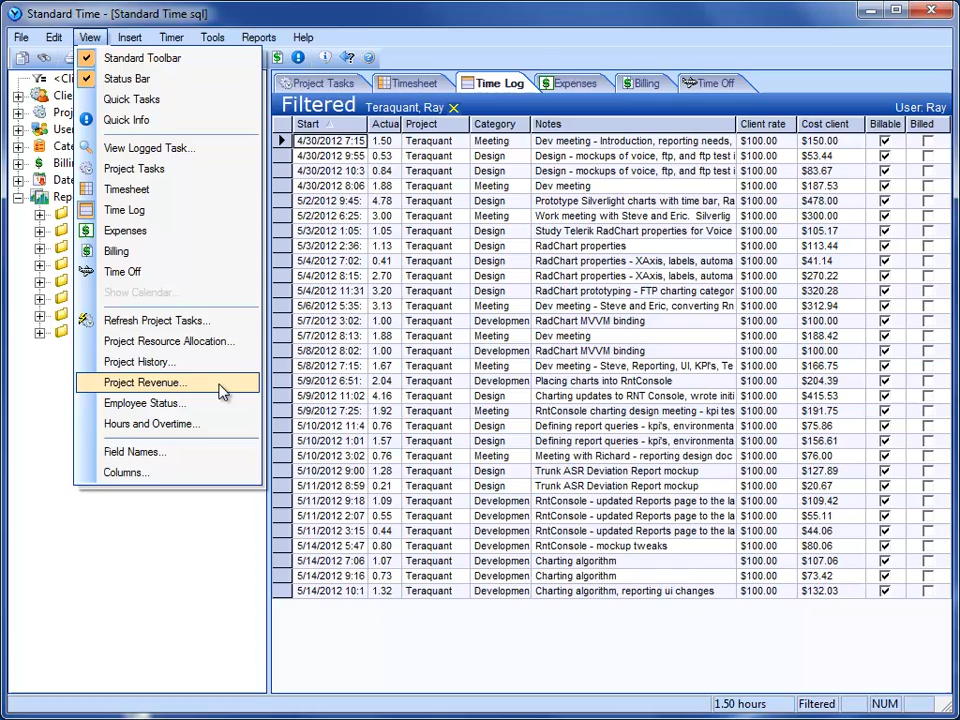 Standard Time - [Standard Time sql]
File Edit View Insert Timer Tools Reports Help
Standard Toolbar
Status Bar
Quick Tasks
Quick Info
View Logged Task...
Project Tasks
Timesheet
Time Log
Expenses
Billing
Time Off
Show Calendar...
Refresh Project Tasks...
Project Resource Allocation...
Project History...
Project Revenue...
Employee Status...
Hours and Overtime...
Field Names...
Columns...
<Cli
Clie
Proj
User
Cate
Billi
Date
Rep
Project Tasks Timesheet Time Log Expenses Billing Time Off
Filtered Teraquant, Ray User: Ray
Start Actua Project Category Notes Client rate Cost client Billable Billed
4/30/2012 7:15 1.50 Teraquant Meeting Dev meeting - Introduction, reporting needs, $100.00 $150.00
4/30/2012 9:55 0.53 Teraquant Design Design - mockups of voice, ftp, and ftp test i $100.00 $53.44
4/30/2012 10:3 0.84 Teraquant Design Design - mockups of voice, ftp, and ftp test i $100.00 $83.67
4/30/2012 8:06 1.88 Teraquant Meeting Dev meeting $100.00 $187.53
5/2/2012 9:45: 4.78 Teraquant Design Prototype Silverlight charts with time bar, Ra $100.00 $478.00
5/2/2012 6:25: 3.00 Teraquant Meeting Work meeting with Steve and Eric. Silverlig $100.00 $300.00
5/3/2012 9:12: 1.05 Teraquant Design Study Telerik RadChart properties for Voice $100.00 $105.07
5/3/2012 2:36: 1.13 Teraquant Design RadChart properties $100.00 $113.44
5/4/2012 7:02: 0.41 Teraquant Design RadChart properties - XAxis, labels, automa $100.00 $41.14
5/4/2012 8:15: 2.70 Teraquant Design RadChart properties - XAxis, labels, automa $100.00 $270.22
5/4/2012 11:31 3.20 Teraquant Design RadChart prototyping - FTP charting categor $100.00 $320.28
5/6/2012 5:35: 3.13 Teraquant Meeting Dev meeting - Steve and Eric, converting Rn $100.00 $312.94
5/7/2012 3:02: 1.00 Teraquant Developmen RadChart MVVM binding $100.00 $100.00
5/7/2012 8:13: 1.88 Teraquant Meeting Dev meeting $100.00 $188.42
5/8/2012 8:02: 1.00 Teraquant Developmen RadChart MVVM binding $100.00 $100.00
5/8/2012 7:15: 1.67 Teraquant Meeting Dev meeting - Steve, Richard, UI, KPI's, Te $100.00 $166.75
5/9/2012 6:51: 2.04 Teraquant Developmen Placing charts into RntConsole $100.00 $204.39
5/9/2012 11:02 4.16 Teraquant Design Charting updates to RNT Console, wrote initi $100.00 $415.53
5/9/2012 7:25: 1.92 Teraquant Meeting RntConsole charting design meeting - kpi tes $100.00 $191.75
5/10/2012 11:4 0.76 Teraquant Design Defining report queries - kpi's, environmenta $100.00 $75.86
5/10/2012 1:01 1.57 Teraquant Design Defining report queries - kpi's, environmenta $100.00 $156.61
5/10/2012 3:45 0.76 Teraquant Meeting Meeting with Richard - reporting design doc $100.00 $76.00
5/10/2012 9:00 1.28 Teraquant Design Trunk ASR Deviation Report mockup $100.00 $127.89
5/11/2012 8:59 0.21 Teraquant Design Trunk ASR Deviation Report mockup $100.00 $20.67
5/11/2012 9:18 1.09 Teraquant Developmen RntConsole - updated Reports page to the la $100.00 $109.42
5/11/2012 2:07 0.55 Teraquant Developmen RntConsole - updated Reports page to the la $100.00 $55.11
5/11/2012 3:15 0.44 Teraquant Developmen RntConsole - updated Reports page to the la $100.00 $44.06
5/14/2012 5:47 0.80 Teraquant Developmen RntConsole - mockup tweaks $100.00 $80.06
5/14/2012 7:06 1.07 Teraquant Developmen Charting algorithm $100.00 $107.06
5/14/2012 9:16 0.73 Teraquant Developmen Charting algorithm $100.00 $73.42
5/14/2012 10:1 1.32 Teraquant Developmen Charting algorithm, reporting ui changes $100.00 $132.03
1.50 hours Filtered NUM